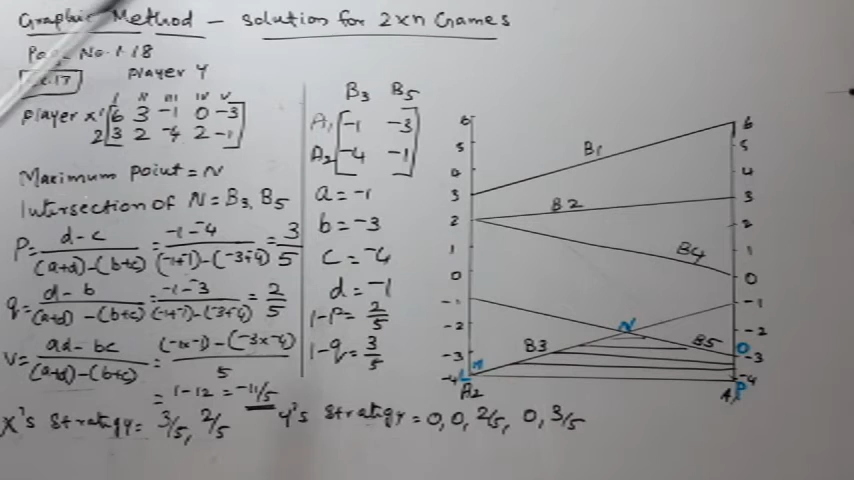 Graphic Method - Solution for 2xn Games
Page No. 1.18
player Y
I II III IV V
player x 1 [6 3 -1 0 -3]
2 [3 2 -4 2 -1]
Maximum point = N
Intersection of N = B3, B5
P = d-c / (a+d)-(b+c) = -1--4 / (-1+1)-(-3+4) = 3/5
q = d-b / (a+d)-(b+c) = -1-3 / (-1+-1)-(-3+4) = 2/5
V = ad-bc / (a+d)-(b+c) = (-1x-1)-(-3x-4) / 5
= 1-12 = -11/5
X's Strategy = 3/5, 2/5
B3 B5
A1 [-1 -3]
A2 [-4 -1]
a = -1
b = -3
c = -4
d = -1
1-P = 2/5
1-q = 3/5
Y's Strategy = 0, 0, 2/5, 0, 3/5
6 6
5 5
4 4
3 3
2 2
1 1
0 0
-1 -1
-2 -2
-3 -3
-4 -4
B1
B2
B4
N
B3 B5
O
P
A2